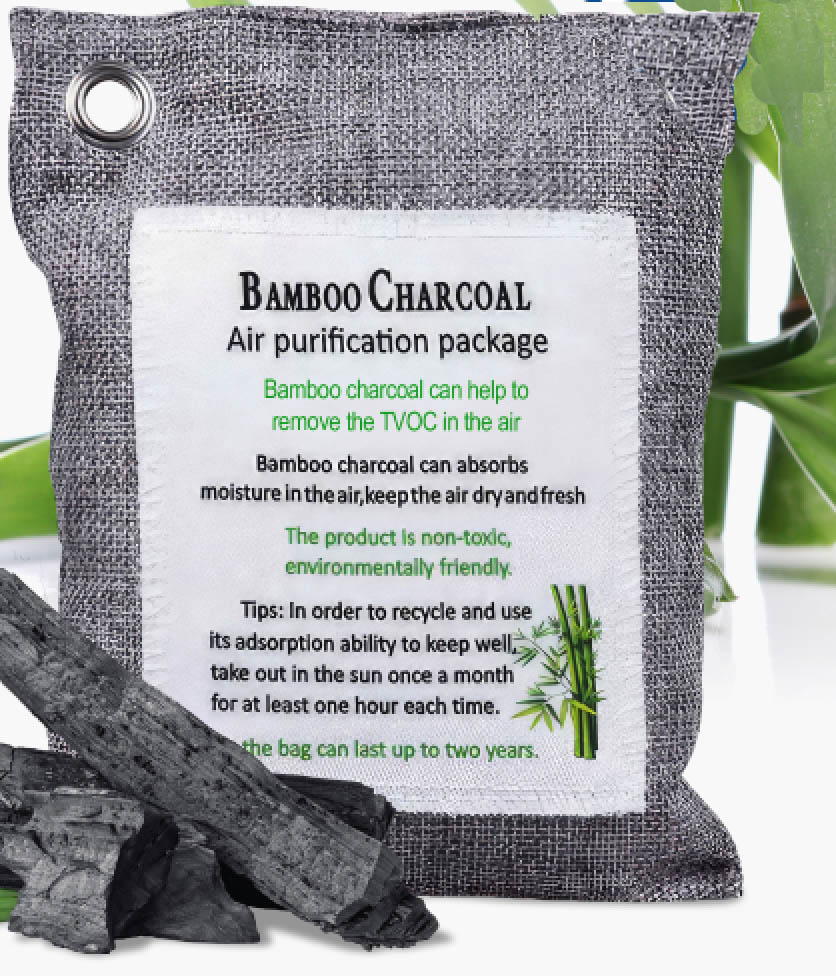 BAMBOO CHARCOAL
Air purification package
Bamboo charcoal can help to
remove the TVOC in the air
Bamboo charcoal can absorbs
moisture in the air,keep the air dry and fresh
The product is non-toxic,
environmentally friendly.
Tips: In order to recycle and use
its adsorption ability to keep well,
take out in the sun once a month
for at least one hour each time.
the bag can last up to two years.